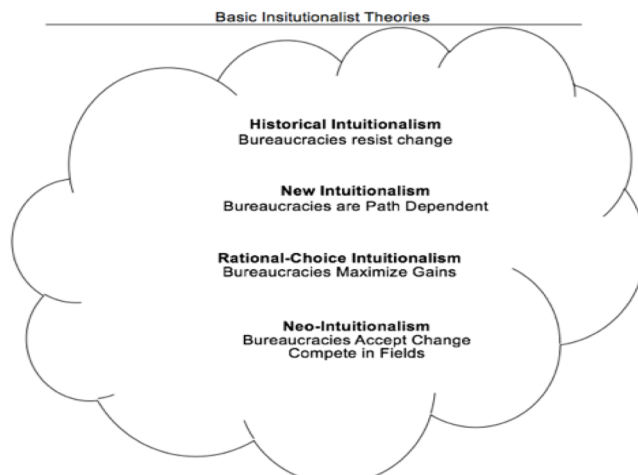 Basic Insitutionalist Theories
Historical Intuitionalism
Bureaucracies resist change
New Intuitionalism
Bureaucracies are Path Dependent
Rational-Choice Intuitionalism
Bureaucracies Maximize Gains
Neo-Intuitionalism
Bureaucracies Accept Change
Compete in Fields